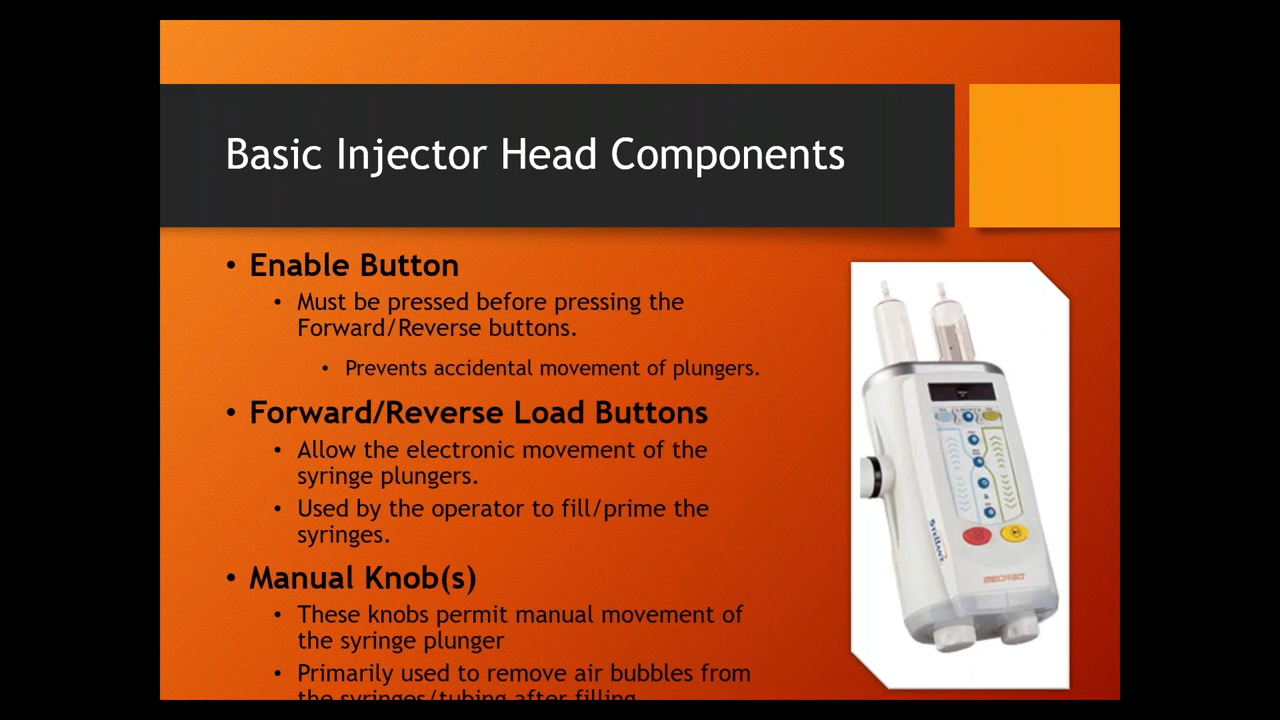 Basic Injector Head Components
• Enable Button
• Must be pressed before pressing the
Forward/Reverse buttons.
• Prevents accidental movement of plungers.
• Forward/Reverse Load Buttons
• Allow the electronic movement of the
syringe plungers.
• Used by the operator to fill/prime the
syringes.
• Manual Knob(s)
• These knobs permit manual movement of
the syringe plunger
• Primarily used to remove air bubbles from
the syringes/tubing after filling
STELLANT
MEDRAD